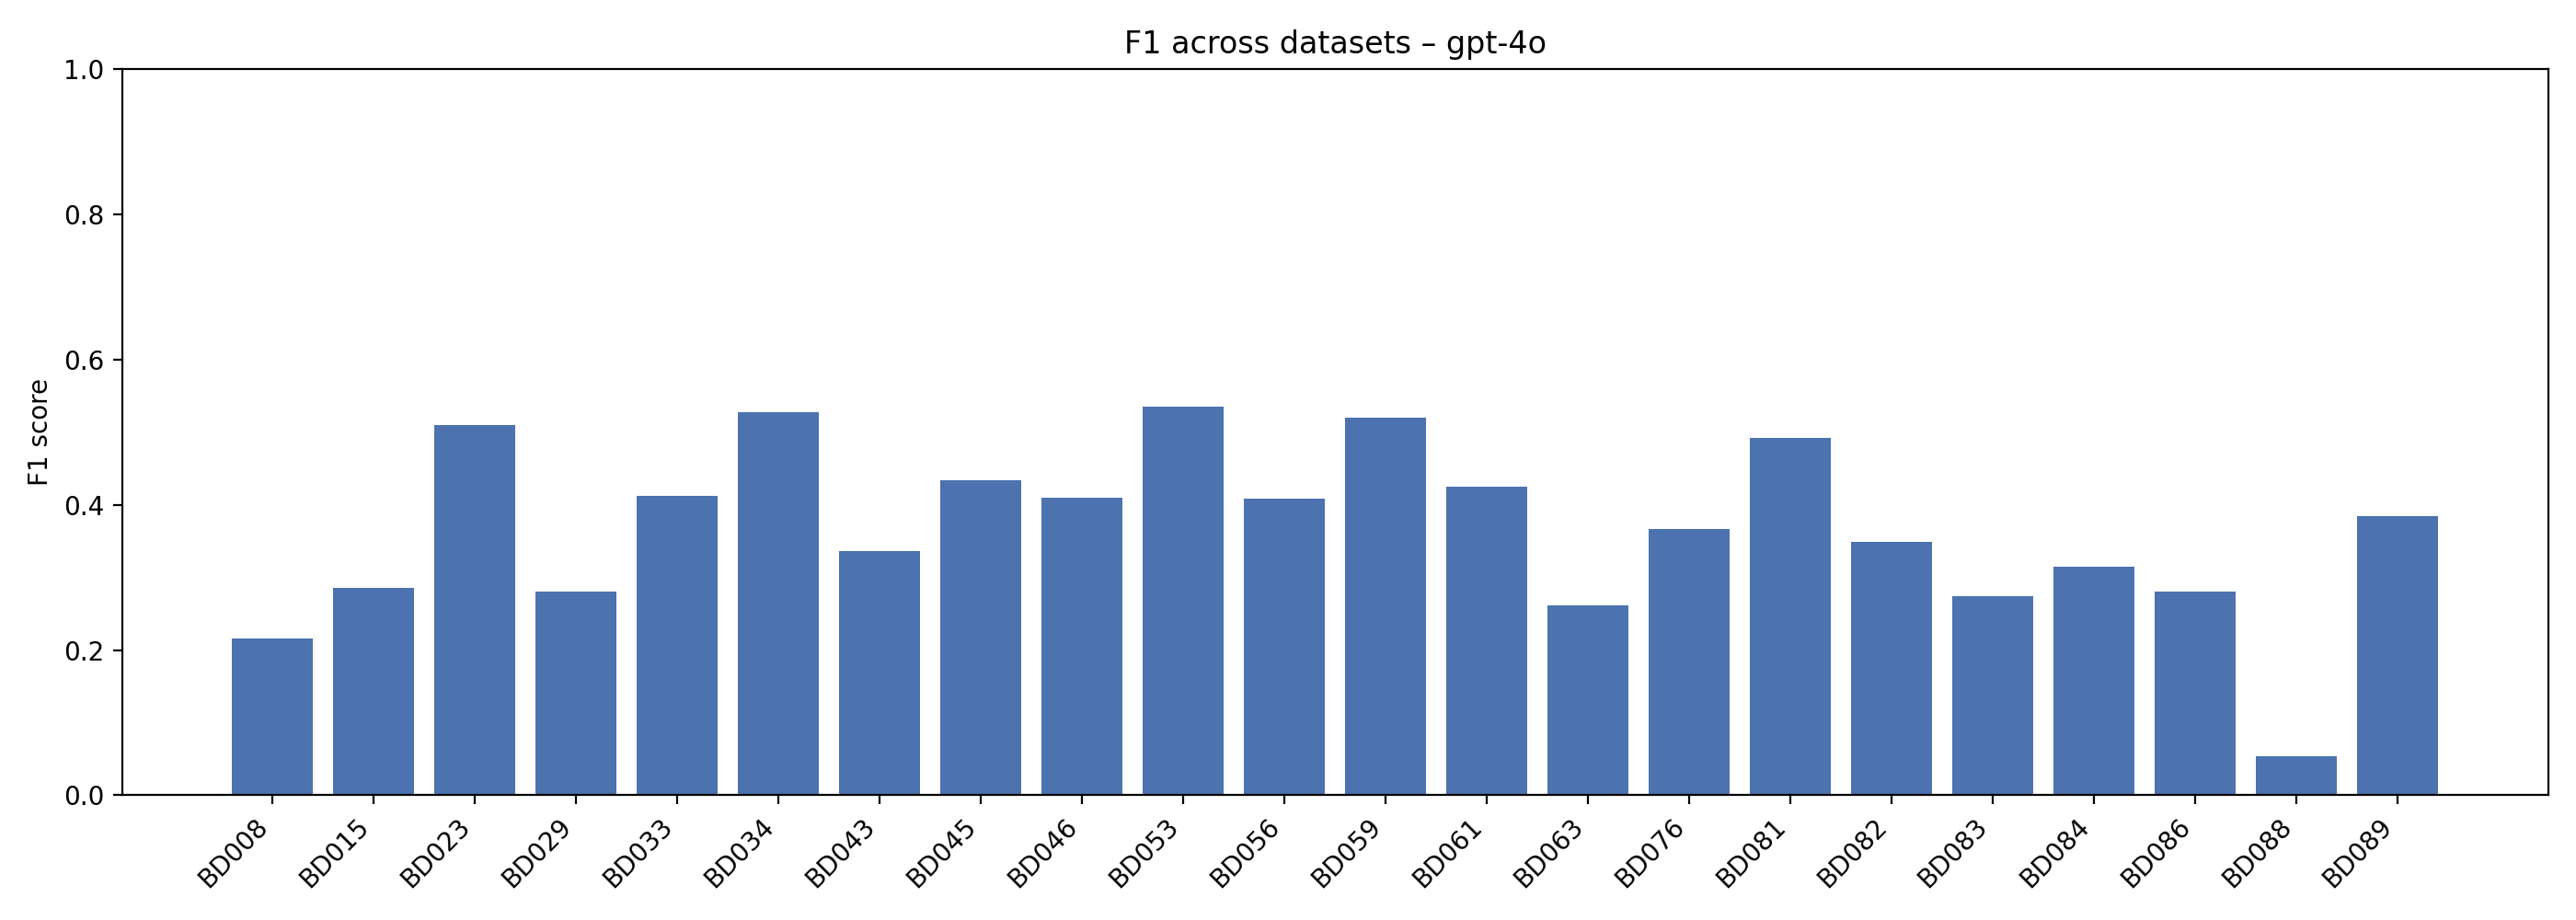 F1 across datasets – gpt-4o
F1 score
1.0
0.8
0.6
0.4
0.2
0.0
BD008
BD015
BD023
BD029
BD033
BD034
BD043
BD045
BD046
BD053
BD056
BD059
BD061
BD063
BD076
BD081
BD082
BD083
BD084
BD086
BD088
BD089